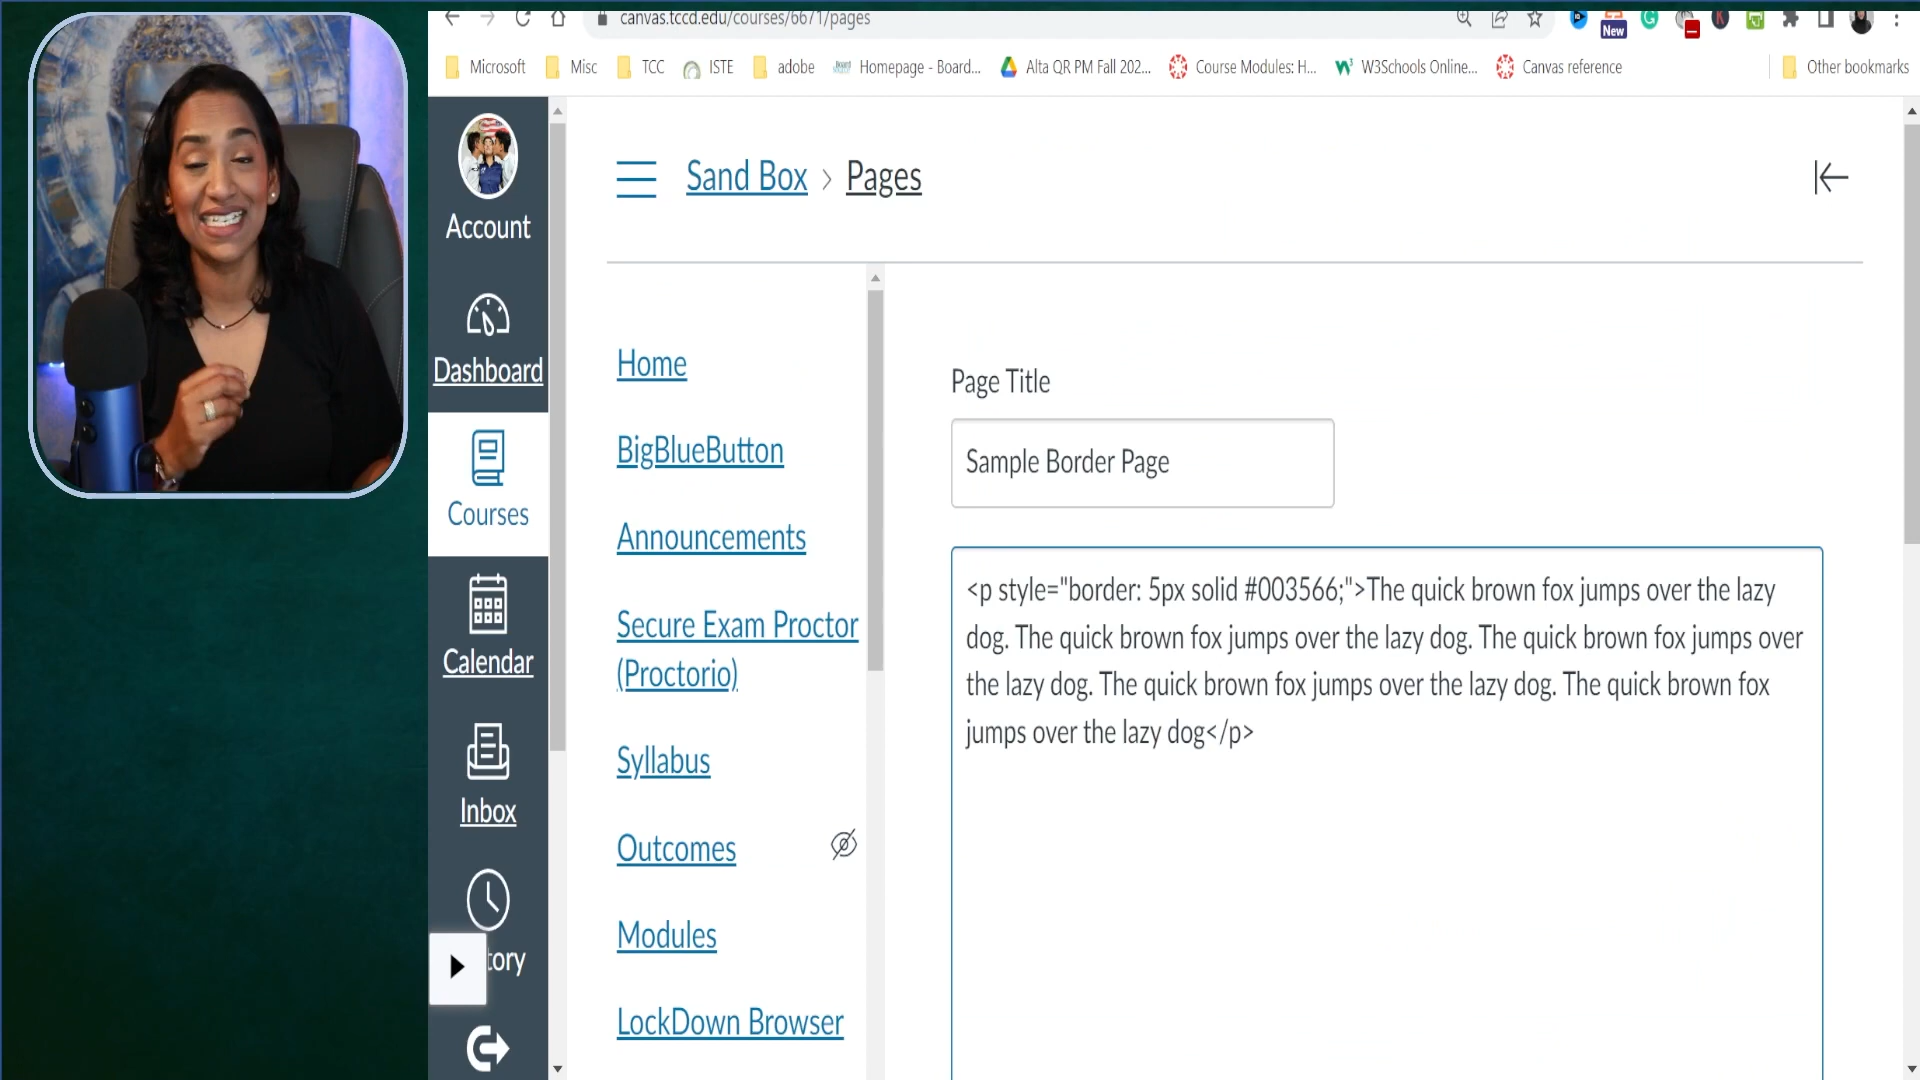 canvas.tccd.edu/courses/6671/pages
New
Microsoft
Misc
TCC
ISTE
adobe
Homepage - Board...
Alta QR PM Fall 202...
Course Modules: H...
W3Schools Online...
Canvas reference
Other bookmarks
Account
Dashboard
Courses
Calendar
Inbox
tory
Sand Box > Pages
Home
BigBlueButton
Announcements
Secure Exam Proctor
(Proctorio)
Syllabus
Outcomes
Modules
LockDown Browser
Page Title
Sample Border Page
<p style="border: 5px solid #003566;">The quick brown fox jumps over the lazy
dog. The quick brown fox jumps over the lazy dog. The quick brown fox jumps over
the lazy dog. The quick brown fox jumps over the lazy dog. The quick brown fox
jumps over the lazy dog</p>